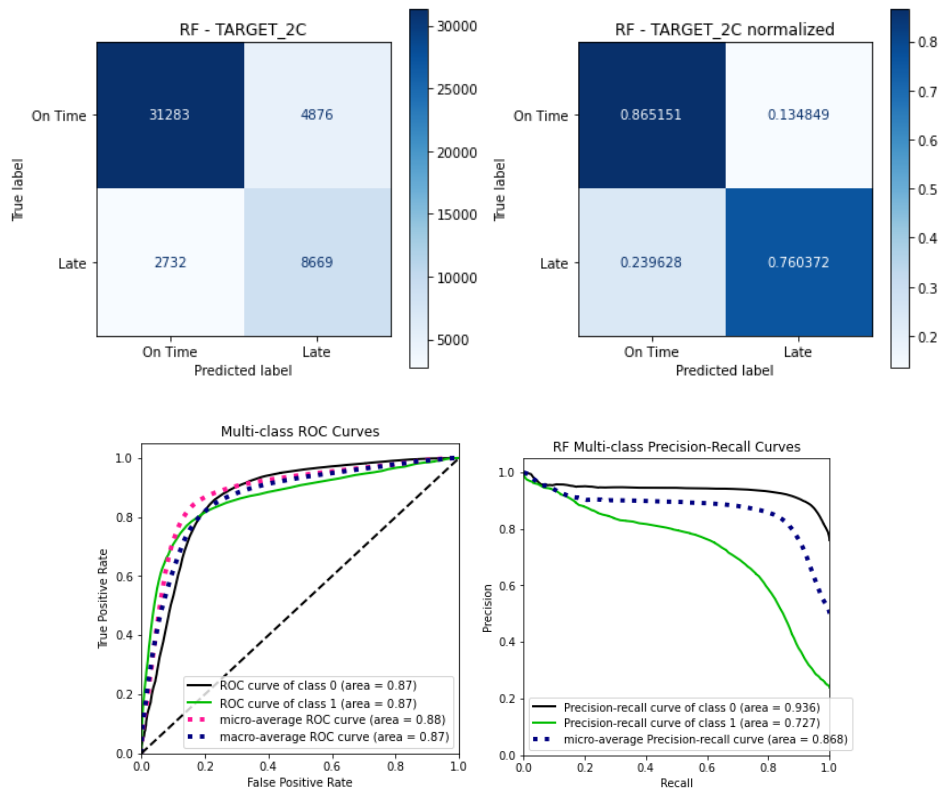 RF - TARGET_2C
On Time
Late
True label
31283 4876
2732 8669
On Time Late
Predicted label
30000
25000
20000
15000
10000
5000
RF - TARGET_2C normalized
On Time
Late
True label
0.865151 0.134849
0.239628 0.760372
On Time Late
Predicted label
0.8
0.7
0.6
0.5
0.4
0.3
0.2
Multi-class ROC Curves
True Positive Rate
1.0
0.8
0.6
0.4
0.2
0.0
ROC curve of class 0 (area = 0.87)
ROC curve of class 1 (area = 0.87)
micro-average ROC curve (area = 0.88)
macro-average ROC curve (area = 0.87)
0.0 0.2 0.4 0.6 0.8 1.0
False Positive Rate
RF Multi-class Precision-Recall Curves
Precision
1.0
0.8
0.6
0.4
0.2
0.0
Precision-recall curve of class 0 (area = 0.936)
Precision-recall curve of class 1 (area = 0.727)
micro-average Precision-recall curve (area = 0.868)
0.0 0.2 0.4 0.6 0.8 1.0
Recall